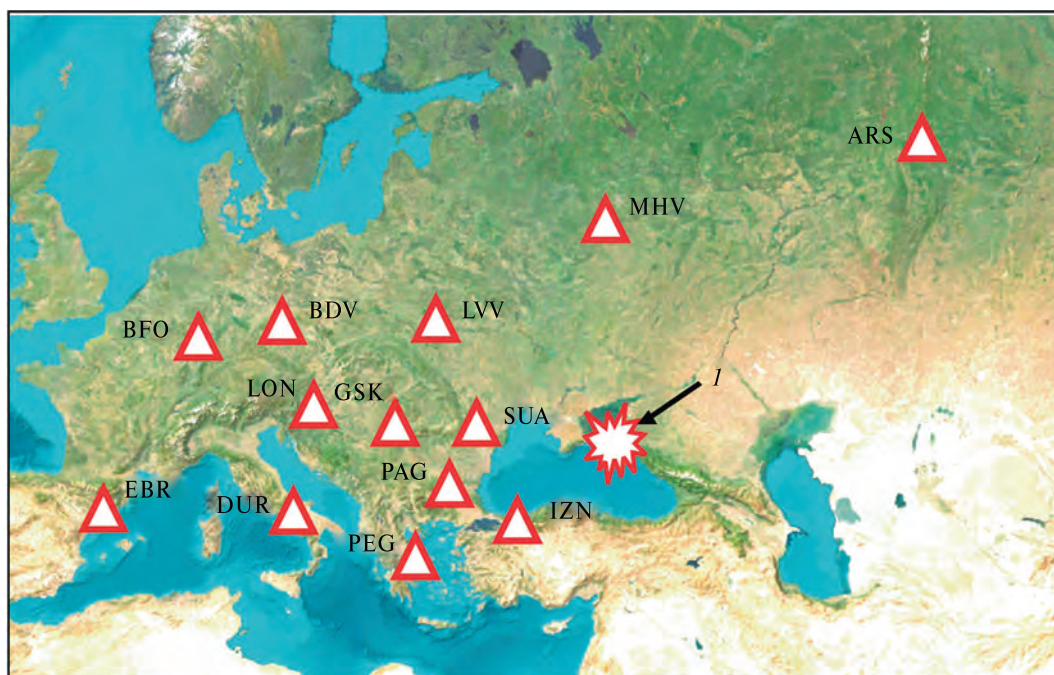 ARS
MHV
BDV
LVV
BFO
1
LON
GSK
SUA
PAG
EBR
DUR
IZN
PEG